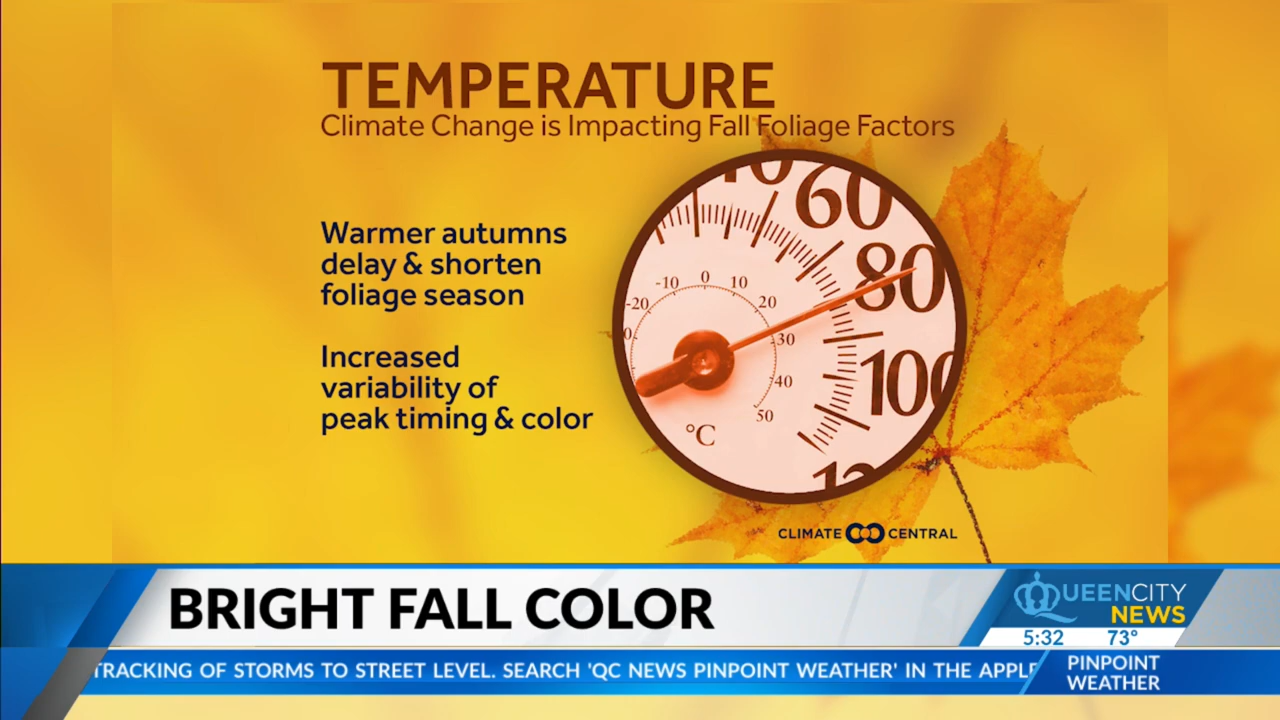 TEMPERATURE
Climate Change is Impacting Fall Foliage Factors
Warmer autumns
delay & shorten
foliage season
Increased
variability of
peak timing & color
60
80
100
-20
-10
0
10
20
30
40
50
°C
CLIMATE CENTRAL
BRIGHT FALL COLOR
QUEENCITY
NEWS
5:32 73°
TRACKING OF STORMS TO STREET LEVEL. SEARCH 'QC NEWS PINPOINT WEATHER' IN THE APPLE
PINPOINT
WEATHER